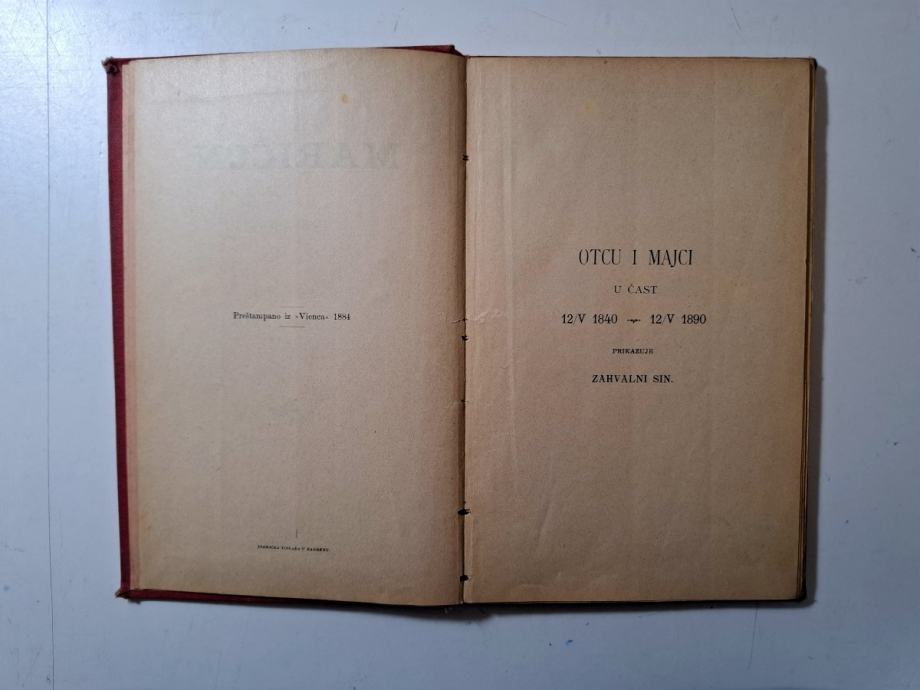 Preštampano iz »Vienca« 1884
OTCU I MAJCI
U ČAST
12/V 1840 — 12/V 1890
PRIKAZUJE
ZAHVALNI SIN.